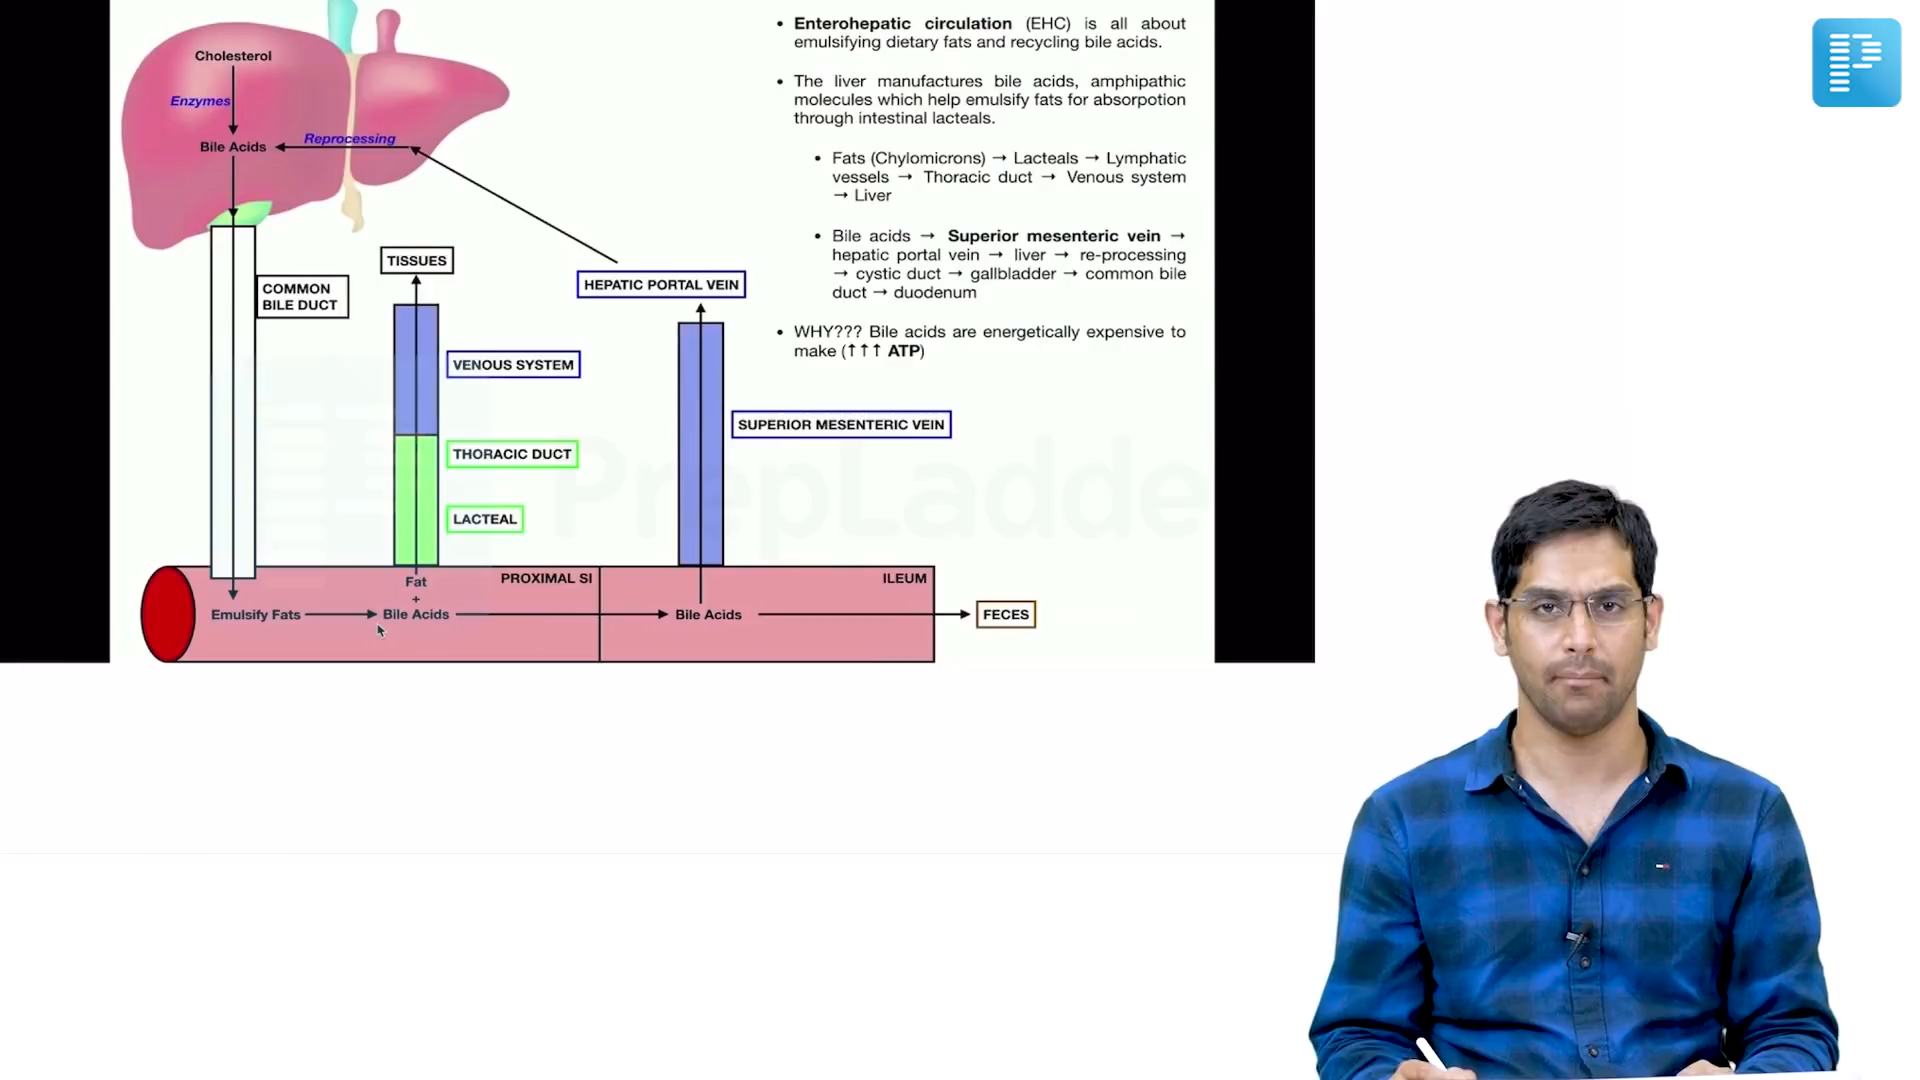 Cholesterol
Enzymes
Bile Acids
Reprocessing
COMMON
BILE DUCT
TISSUES
VENOUS SYSTEM
THORACIC DUCT
LACTEAL
HEPATIC PORTAL VEIN
SUPERIOR MESENTERIC VEIN
Fat
+
Bile Acids
PROXIMAL SI
ILEUM
Emulsify Fats
Bile Acids
FECES
• Enterohepatic circulation (EHC) is all about
emulsifying dietary fats and recycling bile acids.
• The liver manufactures bile acids, amphipathic
molecules which help emulsify fats for absorpotion
through intestinal lacteals.
• Fats (Chylomicrons) → Lacteals → Lymphatic
vessels → Thoracic duct → Venous system
→ Liver
• Bile acids → Superior mesenteric vein →
hepatic portal vein → liver → re-processing
→ cystic duct → gallbladder → common bile
duct → duodenum
• WHY??? Bile acids are energetically expensive to
make (↑↑↑ ATP)
PrepLadde